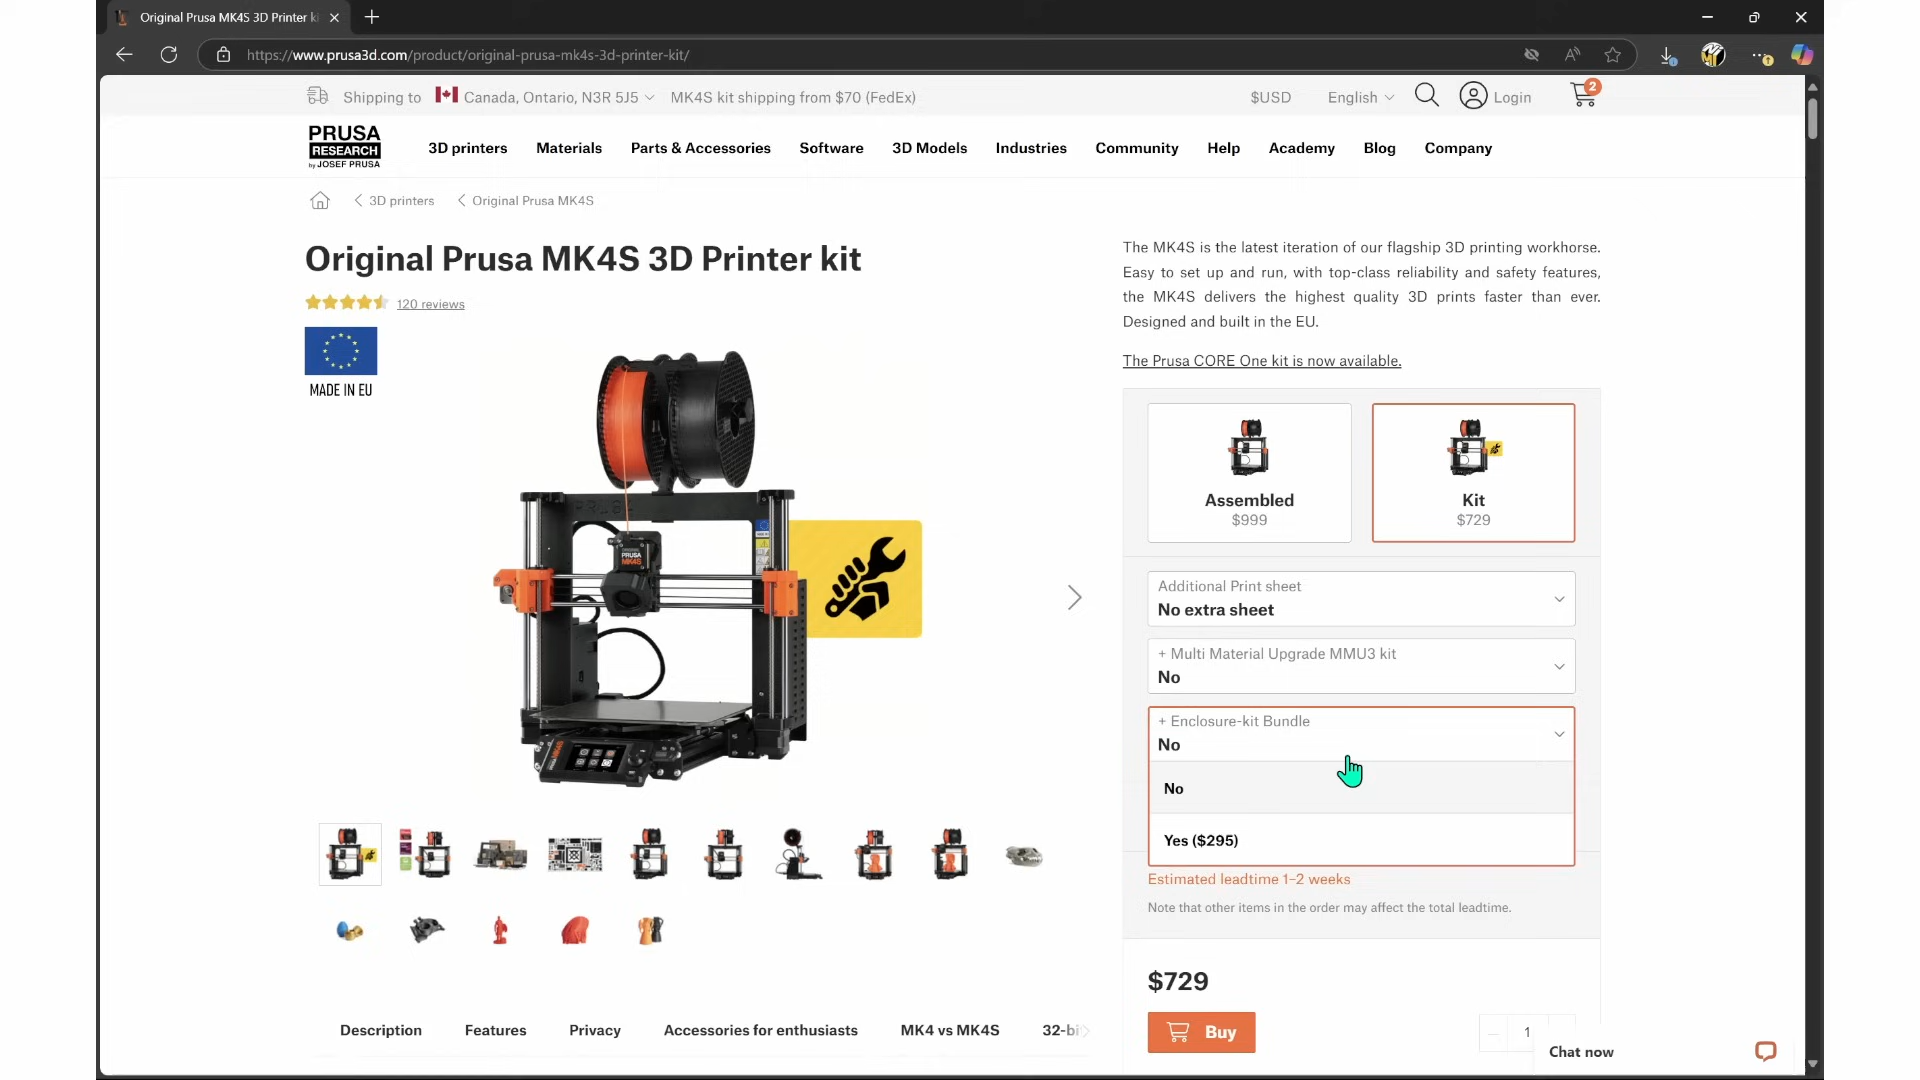 Original Prusa MK4S 3D Printer ki
https://www.prusa3d.com/product/original-prusa-mk4s-3d-printer-kit/
Shipping to Canada, Ontario, N3R 5J5 MK4S kit shipping from $70 (FedEx)
$USD English Login 2
PRUSA
RESEARCH
by JOSEF PRUSA
3D printers Materials Parts & Accessories Software 3D Models Industries Community Help Academy Blog Company
3D printers Original Prusa MK4S
Original Prusa MK4S 3D Printer kit
120 reviews
MADE IN EU
The MK4S is the latest iteration of our flagship 3D printing workhorse.
Easy to set up and run, with top-class reliability and safety features,
the MK4S delivers the highest quality 3D prints faster than ever.
Designed and built in the EU.
The Prusa CORE One kit is now available.
Assembled
$999
Kit
$729
Additional Print sheet
No extra sheet
+ Multi Material Upgrade MMU3 kit
No
+ Enclosure-kit Bundle
No
No
Yes ($295)
Estimated leadtime 1-2 weeks
Note that other items in the order may affect the total leadtime.
$729
Buy
1
Chat now
Description Features Privacy Accessories for enthusiasts MK4 vs MK4S 32-bi